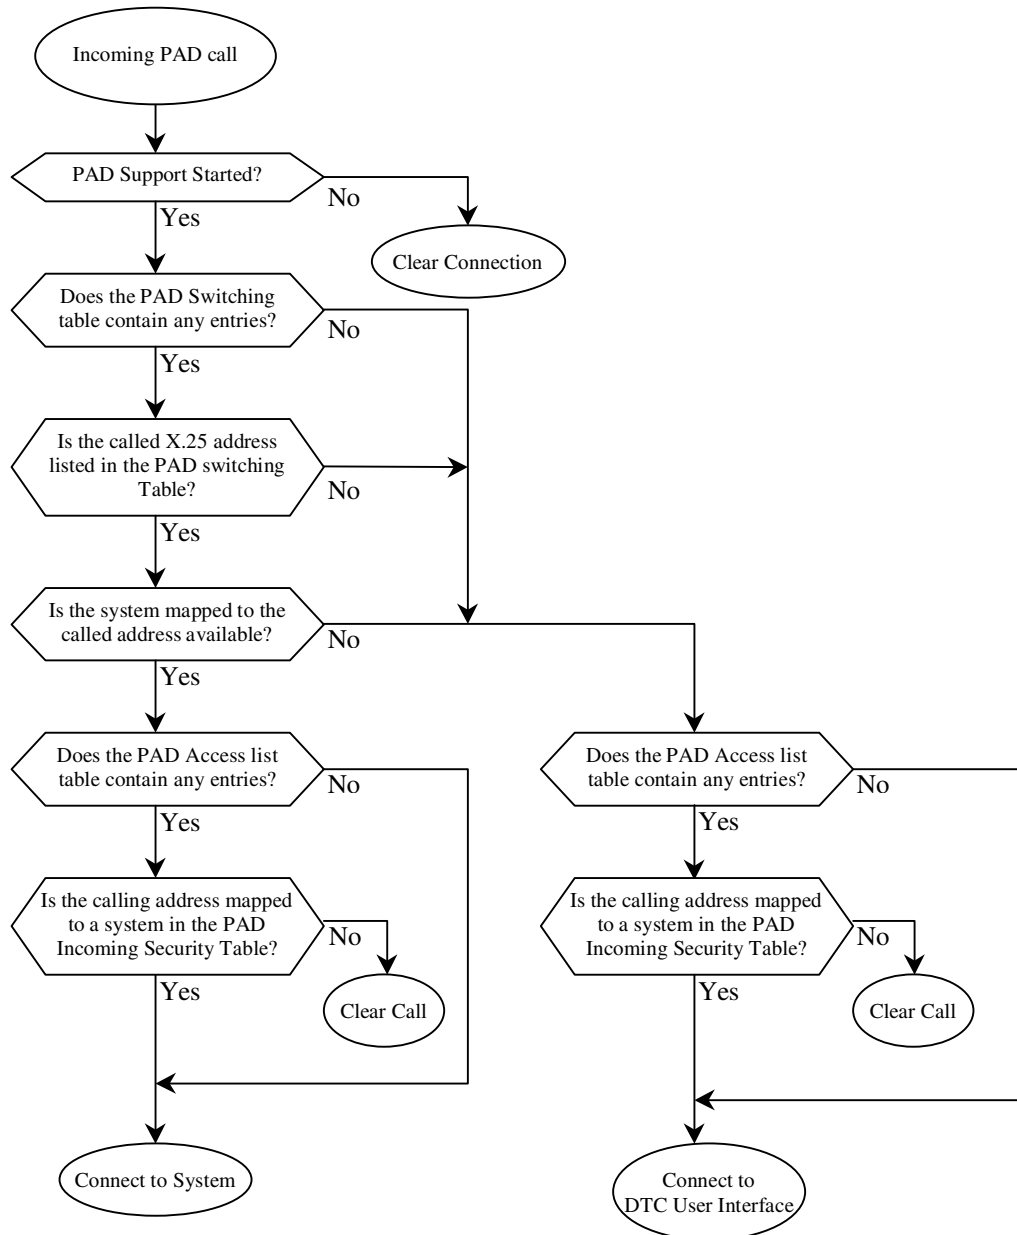 Incoming PAD call
PAD Support Started?
No
Yes
Clear Connection
Does the PAD Switching
table contain any entries?
No
Yes
Is the called X.25 address
listed in the PAD switching
Table?
No
Yes
Is the system mapped to the
called address available?
No
Yes
Does the PAD Access list
table contain any entries?
No
Yes
Is the calling address mapped
to a system in the PAD
Incoming Security Table?
No
Yes
Clear Call
Connect to System
Does the PAD Access list
table contain any entries?
No
Yes
Is the calling address mapped
to a system in the PAD
Incoming Security Table?
No
Yes
Clear Call
Connect to
DTC User Interface